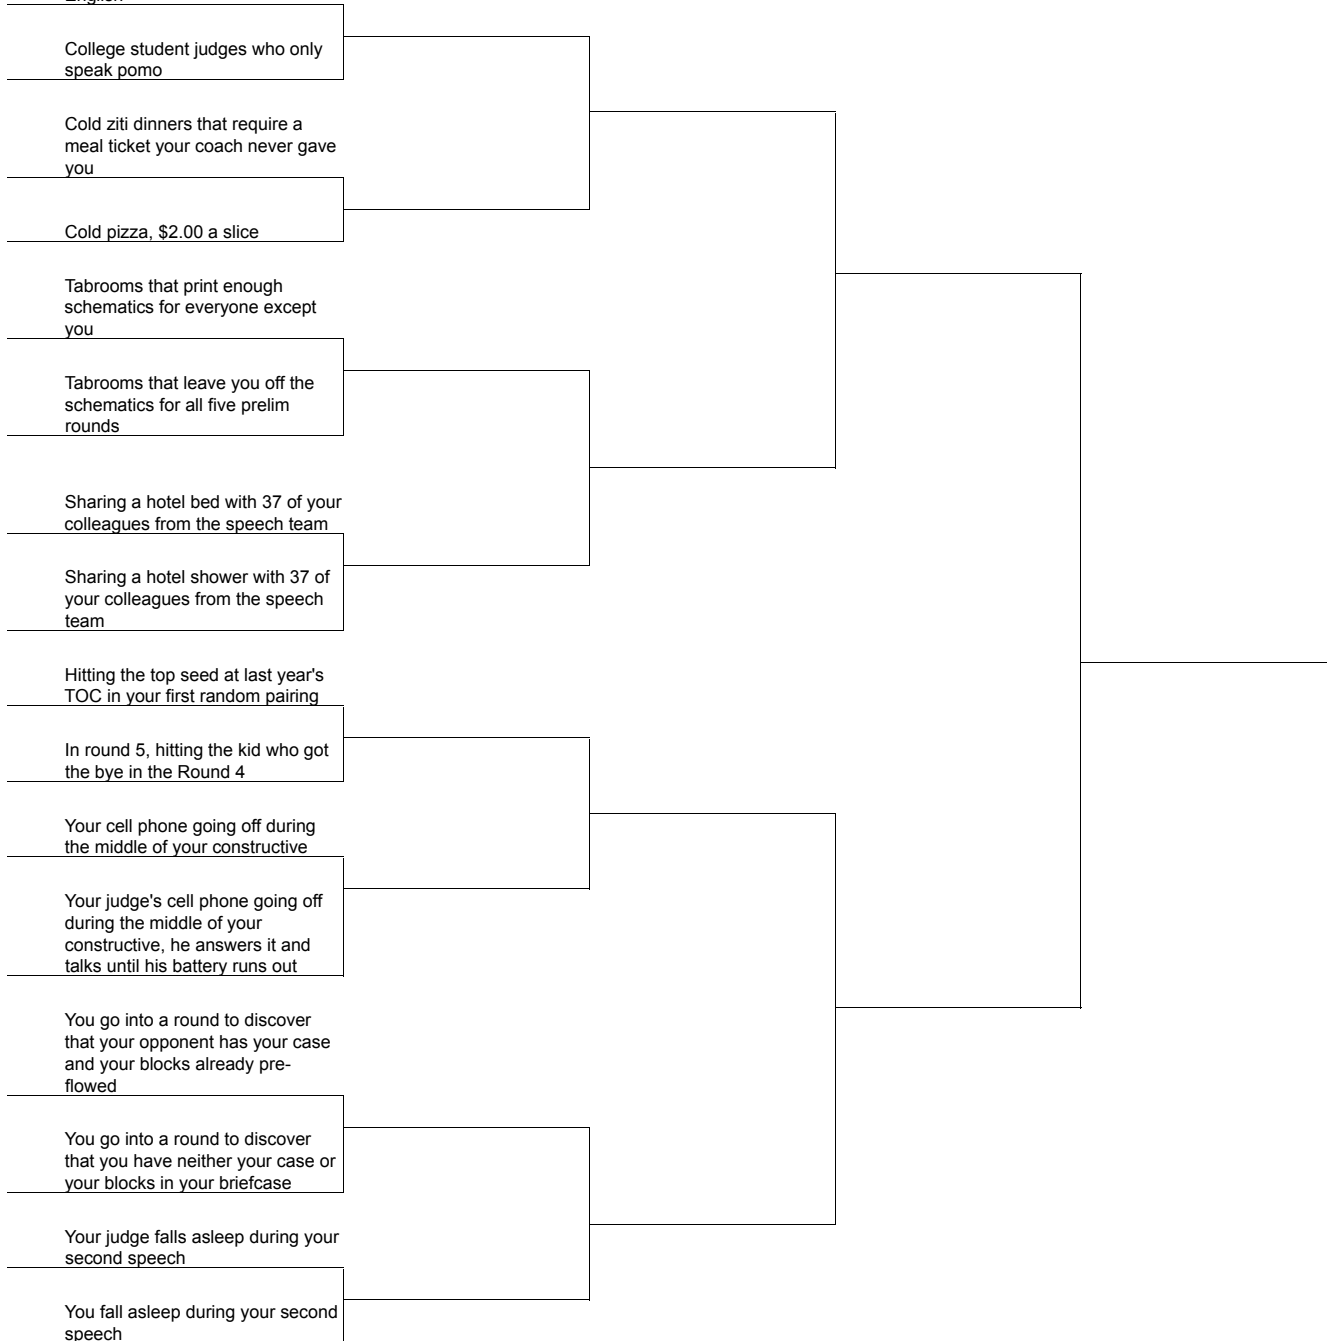 English
College student judges who only
speak pomo
Cold ziti dinners that require a
meal ticket your coach never gave
you
Cold pizza, $2.00 a slice
Tabrooms that print enough
schematics for everyone except
you
Tabrooms that leave you off the
schematics for all five prelim
rounds
Sharing a hotel bed with 37 of your
colleagues from the speech team
Sharing a hotel shower with 37 of
your colleagues from the speech
team
Hitting the top seed at last year's
TOC in your first random pairing
In round 5, hitting the kid who got
the bye in the Round 4
Your cell phone going off during
the middle of your constructive
Your judge's cell phone going off
during the middle of your
constructive, he answers it and
talks until his battery runs out
You go into a round to discover
that your opponent has your case
and your blocks already pre-
flowed
You go into a round to discover
that you have neither your case or
your blocks in your briefcase
Your judge falls asleep during your
second speech
You fall asleep during your second
speech